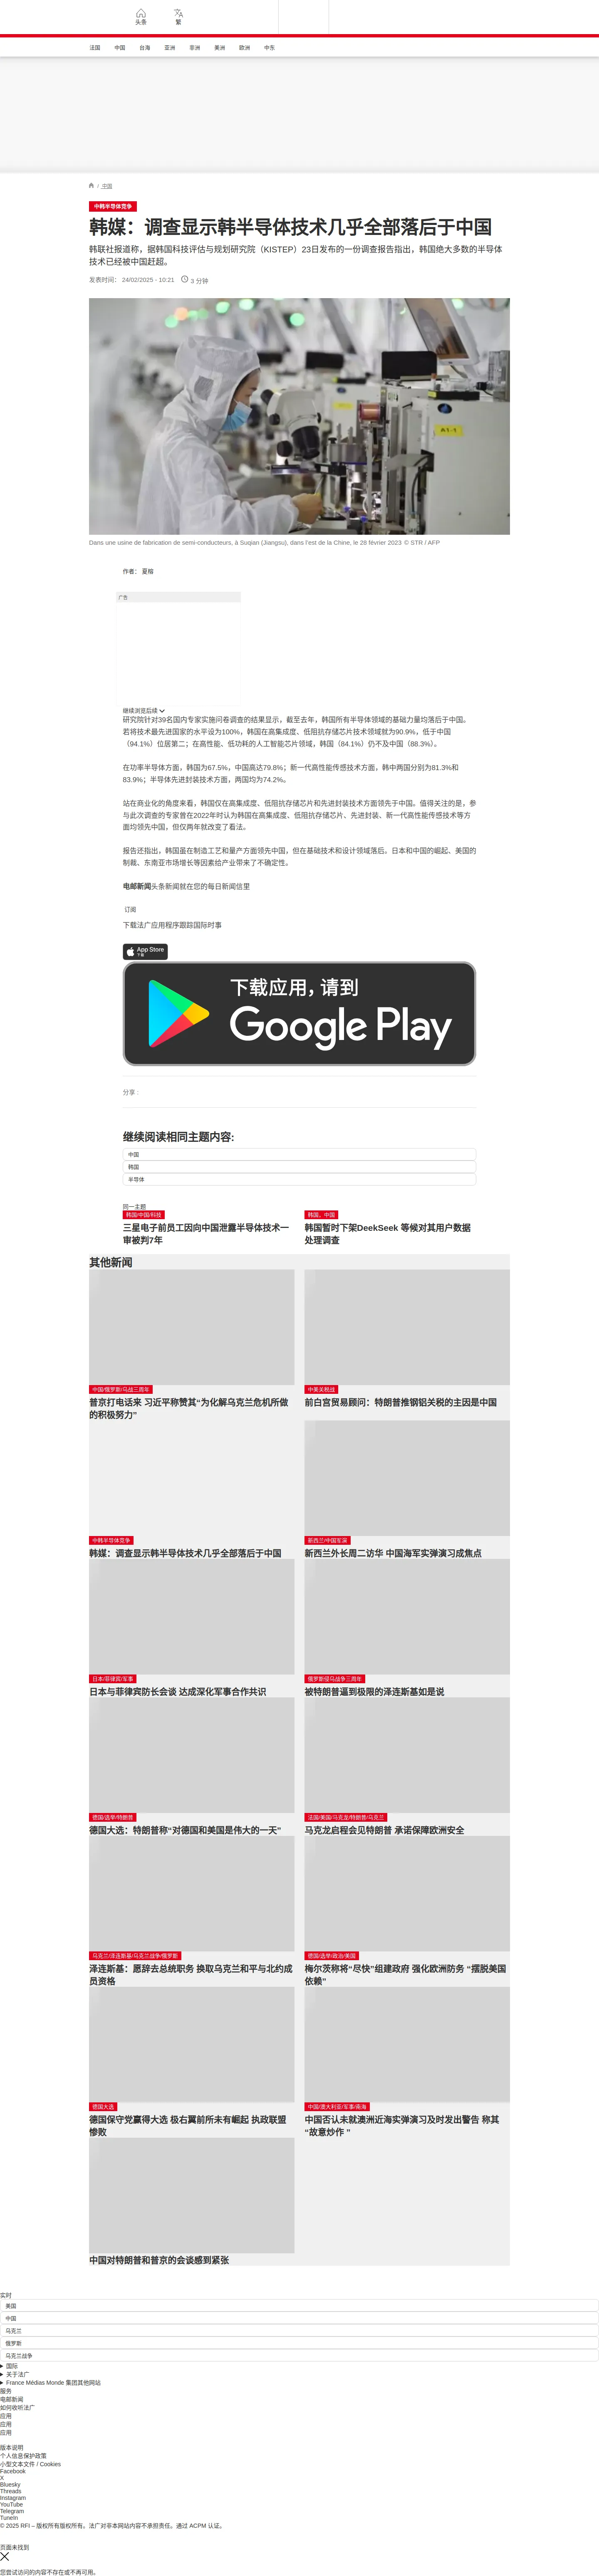 头条
繁
法国 中国 台海 亚洲 非洲 美洲 欧洲 中东
/ 中国
中韩半导体竞争
韩媒：调查显示韩半导体技术几乎全部落后于中国
韩联社报道称，据韩国科技评估与规划研究院（KISTEP）23日发布的一份调查报告指出，韩国绝大多数的半导体
技术已经被中国赶超。
发表时间： 24/02/2025 - 10:21 3 分钟
Dans une usine de fabrication de semi-conducteurs, à Suqian (Jiangsu), dans l'est de la Chine, le 28 février 2023 © STR / AFP
作者： 夏榕
广告
继续浏览后续
研究院针对39名国内专家实施问卷调查的结果显示，截至去年，韩国所有半导体领域的基础力量均落后于中国。
若将技术最先进国家的水平设为100%，韩国在高集成度、低阻抗存储芯片技术领域就为90.9%，低于中国
（94.1%）位居第二；在高性能、低功耗的人工智能芯片领域，韩国（84.1%）仍不及中国（88.3%）。
在功率半导体方面，韩国为67.5%，中国高达79.8%；新一代高性能传感技术方面，韩中两国分别为81.3%和
83.9%；半导体先进封装技术方面，两国均为74.2%。
站在商业化的角度来看，韩国仅在高集成度、低阻抗存储芯片和先进封装技术方面领先于中国。值得关注的是，参
与此次调查的专家曾在2022年时认为韩国在高集成度、低阻抗存储芯片、先进封装、新一代高性能传感技术等方
面均领先中国，但仅两年就改变了看法。
报告还指出，韩国虽在制造工艺和量产方面领先中国，但在基础技术和设计领域落后。日本和中国的崛起、美国的
制裁、东南亚市场增长等因素给产业带来了不确定性。
电邮新闻头条新闻就在您的每日新闻信里
订阅
下载法广应用程序跟踪国际时事
App Store
下载
下载应用，请到
Google Play
分享 :
继续阅读相同主题内容:
中国
韩国
半导体
同一主题
韩国/中国/科技
三星电子前员工因向中国泄露半导体技术一
审被判7年
韩国，中国
韩国暂时下架DeekSeek 等候对其用户数据
处理调查
其他新闻
中国/俄罗斯/乌战三周年
普京打电话来 习近平称赞其“为化解乌克兰危机所做
的积极努力”
中美关税战
前白宫贸易顾问：特朗普推钢铝关税的主因是中国
中韩半导体竞争
韩媒：调查显示韩半导体技术几乎全部落后于中国
新西兰/中国军演
新西兰外长周二访华 中国海军实弹演习成焦点
日本/菲律宾/军事
日本与菲律宾防长会谈 达成深化军事合作共识
俄罗斯侵乌战争三周年
被特朗普逼到极限的泽连斯基如是说
德国/选举/特朗普
德国大选：特朗普称“对德国和美国是伟大的一天”
法国/美国/马克龙/特朗普/乌克兰
马克龙启程会见特朗普 承诺保障欧洲安全
乌克兰/泽连斯基/乌克兰战争/俄罗斯
泽连斯基：愿辞去总统职务 换取乌克兰和平与北约成
员资格
德国/选举/政治/美国
梅尔茨称将“尽快”组建政府 强化欧洲防务 “摆脱美国
依赖”
德国大选
德国保守党赢得大选 极右翼前所未有崛起 执政联盟
惨败
中国/澳大利亚/军事/南海
中国否认未就澳洲近海实弹演习及时发出警告 称其
“故意炒作 ”
中国对特朗普和普京的会谈感到紧张
实时
美国
中国
乌克兰
俄罗斯
乌克兰战争
国际
关于法广
France Médias Monde 集团其他网站
服务
电邮新闻
如何收听法广
应用
应用
应用
版本说明
个人信息保护政策
小型文本文件 / Cookies
Facebook
X
Bluesky
Threads
Instagram
YouTube
Telegram
TuneIn
© 2025 RFI – 版权所有版权所有。法广对非本网站内容不承担责任。通过 ACPM 认证。
页面未找到
您尝试访问的内容不存在或不再可用。